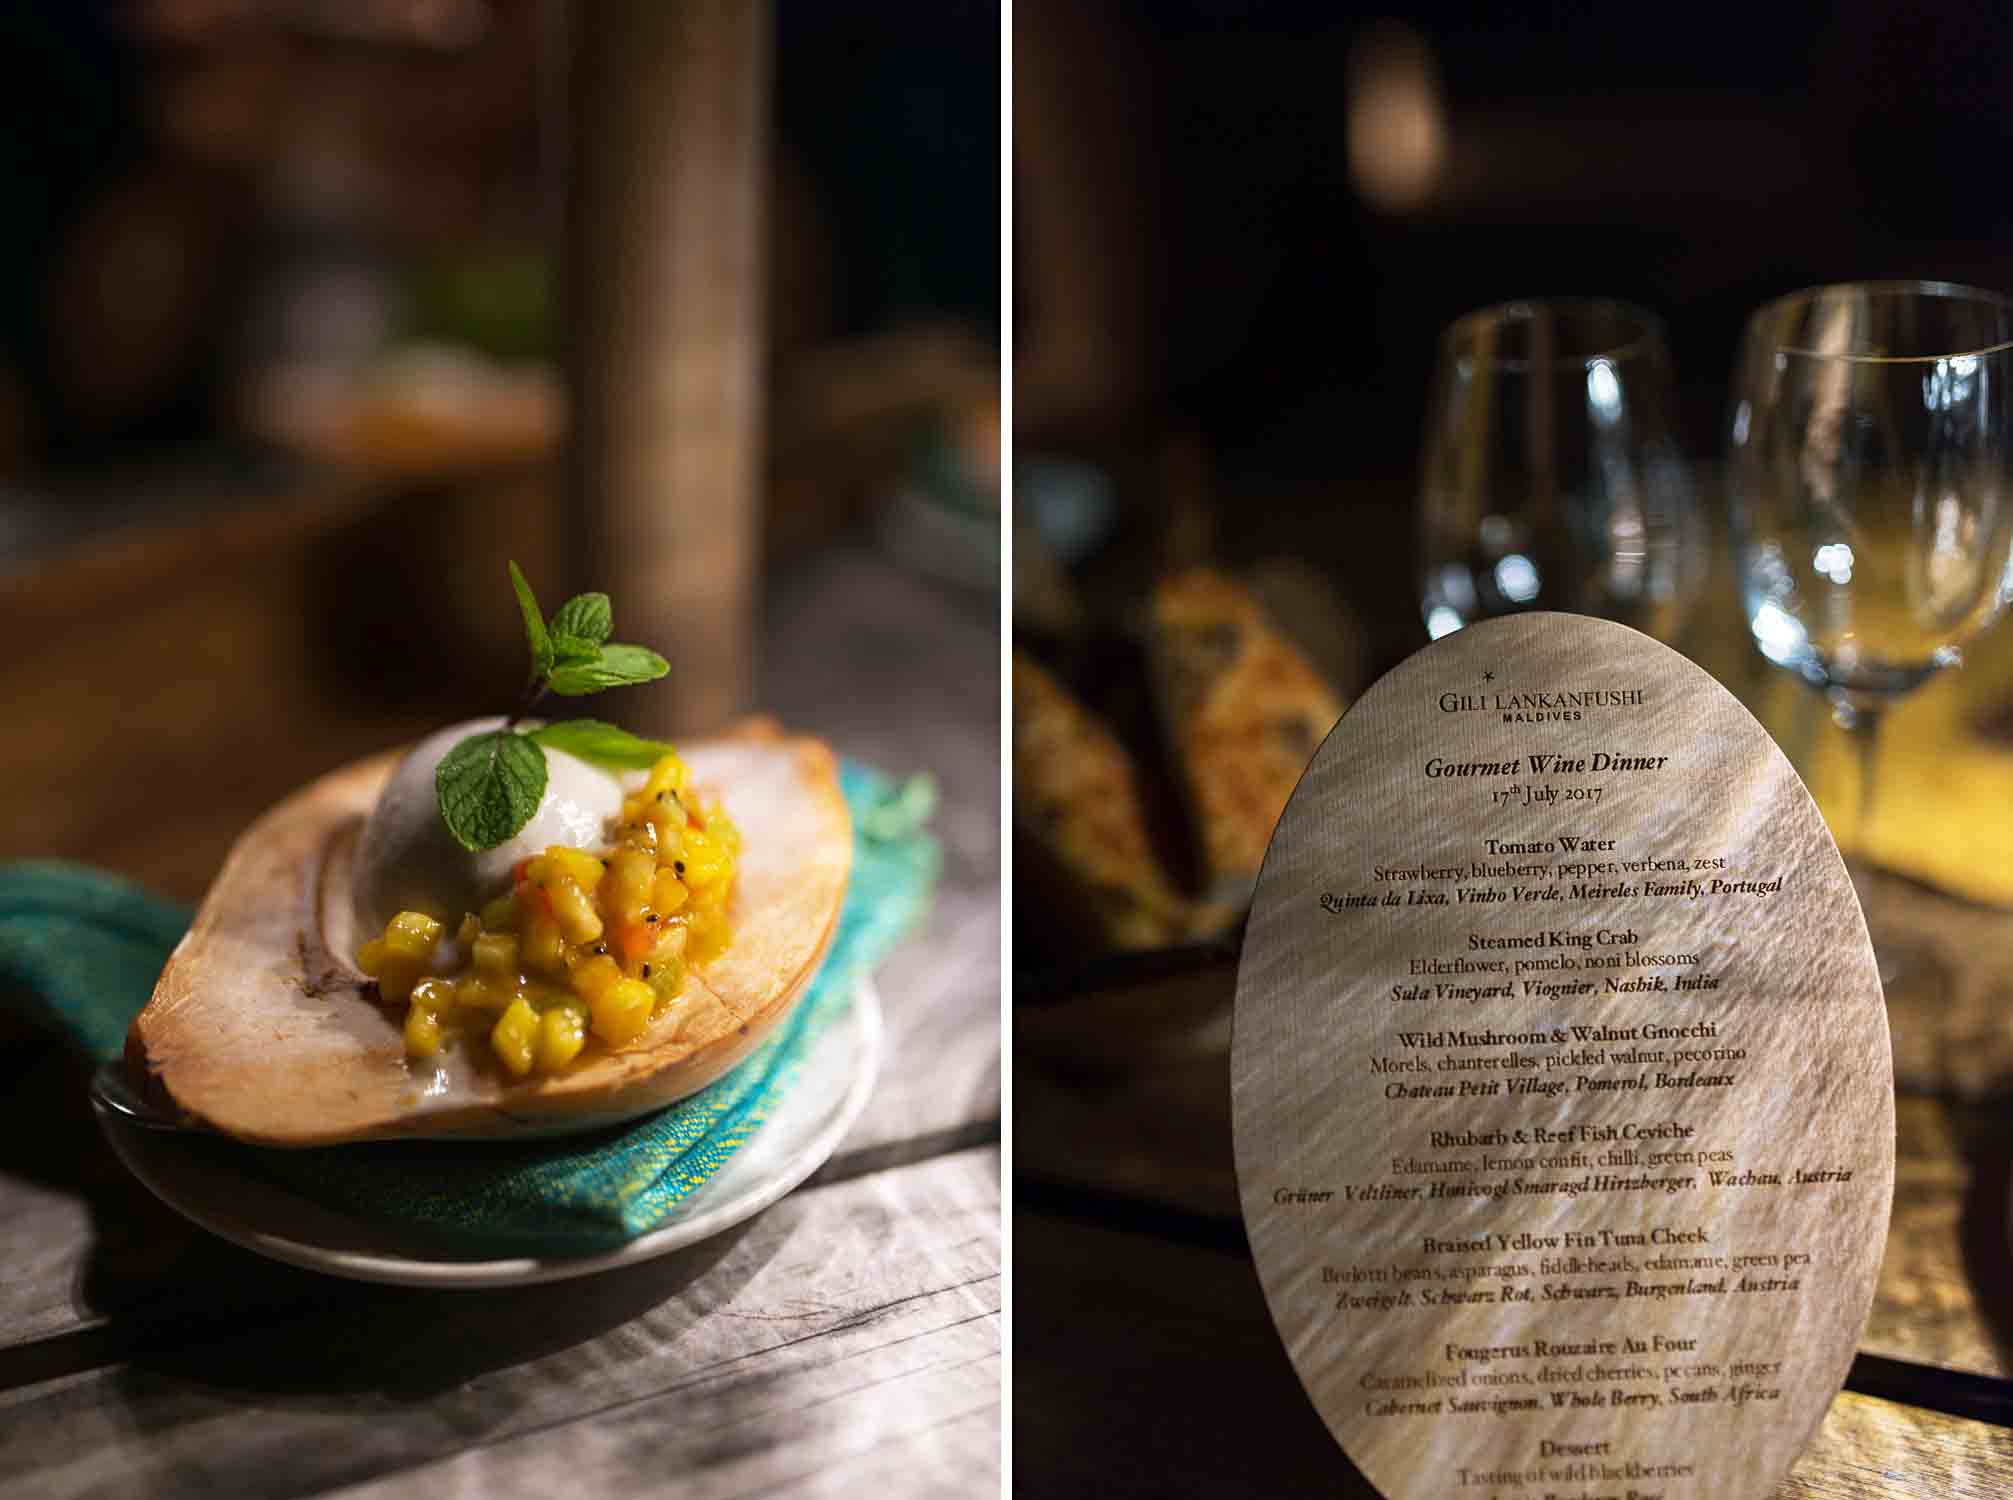 GILI LANKANFUSHI
MALDIVES
Gourmet Wine Dinner
17th July 2017
Tomato Water
Strawberry, blueberry, pepper, verbena, zest
Quinta da Lixa, Vinho Verde, Meireles Family, Portugal
Steamed King Crab
Elderflower, pomelo, noni blossoms
Sula Vineyard, Viognier, Nashik, India
Wild Mushroom & Walnut Gnocchi
Morels, chanterelles, pickled walnut, pecorino
Chateau Petit Village, Pomerol, Bordeaux
Rhubarb & Reef Fish Ceviche
Edamame, lemon confit, chilli, green peas
Grüner Veltliner, Honivogl Smaragd Hirtzberger, Wachau, Austria
Braised Yellow Fin Tuna Cheek
Borlotti beans, asparagus, fiddleheads, edamame, green pea
Zweigelt, Schwarz Rot, Schwarz, Burgenland, Austria
Fougerus Rouzaire Au Four
Caramelized onions, dried cherries, pecans, ginger
Cabernet Sauvignon, Whole Berry, South Africa
Dessert
Tasting of wild blackberries